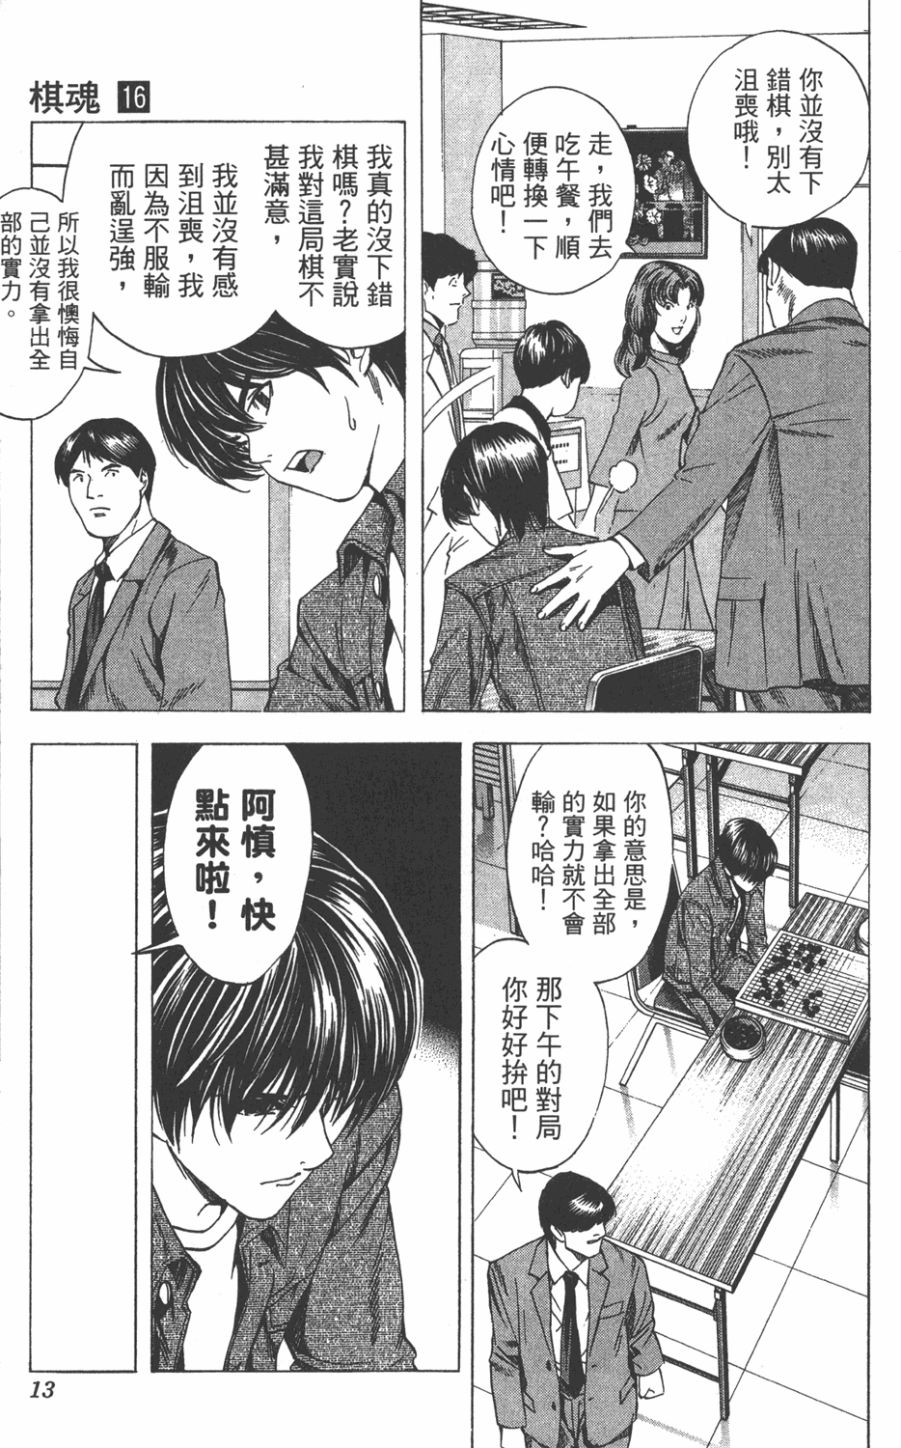 棋魂 16
你並沒有下
錯棋，別太
沮喪哦！
走，我們去
吃午餐，順
便轉換一下
心情吧！
我真的沒下錯
棋嗎？老實說
我對這局棋不
甚滿意，
我並沒有感
到沮喪，我
因為不服輸
而亂逞強，
所以我很懊悔自
己並沒有拿出全
部的實力。
你的意思是，
如果拿出全部
的實力就不會
輸？哈哈！
那下午的對局
你好好拚吧！
阿慎，快
點來啦！
13